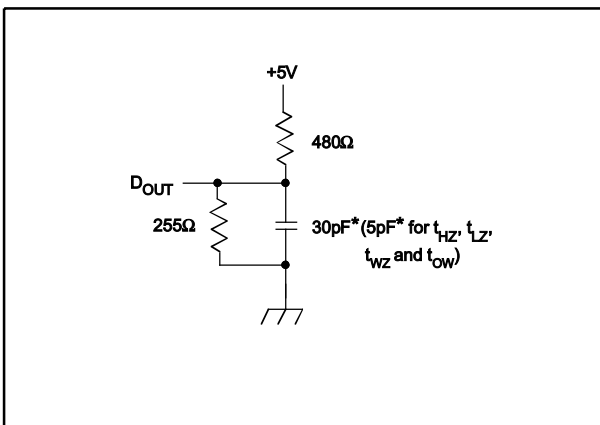 +5V
480Ω
DOUT
255Ω
30pF* (5pF* for tHZ, tLZ,
tWZ and tOW)